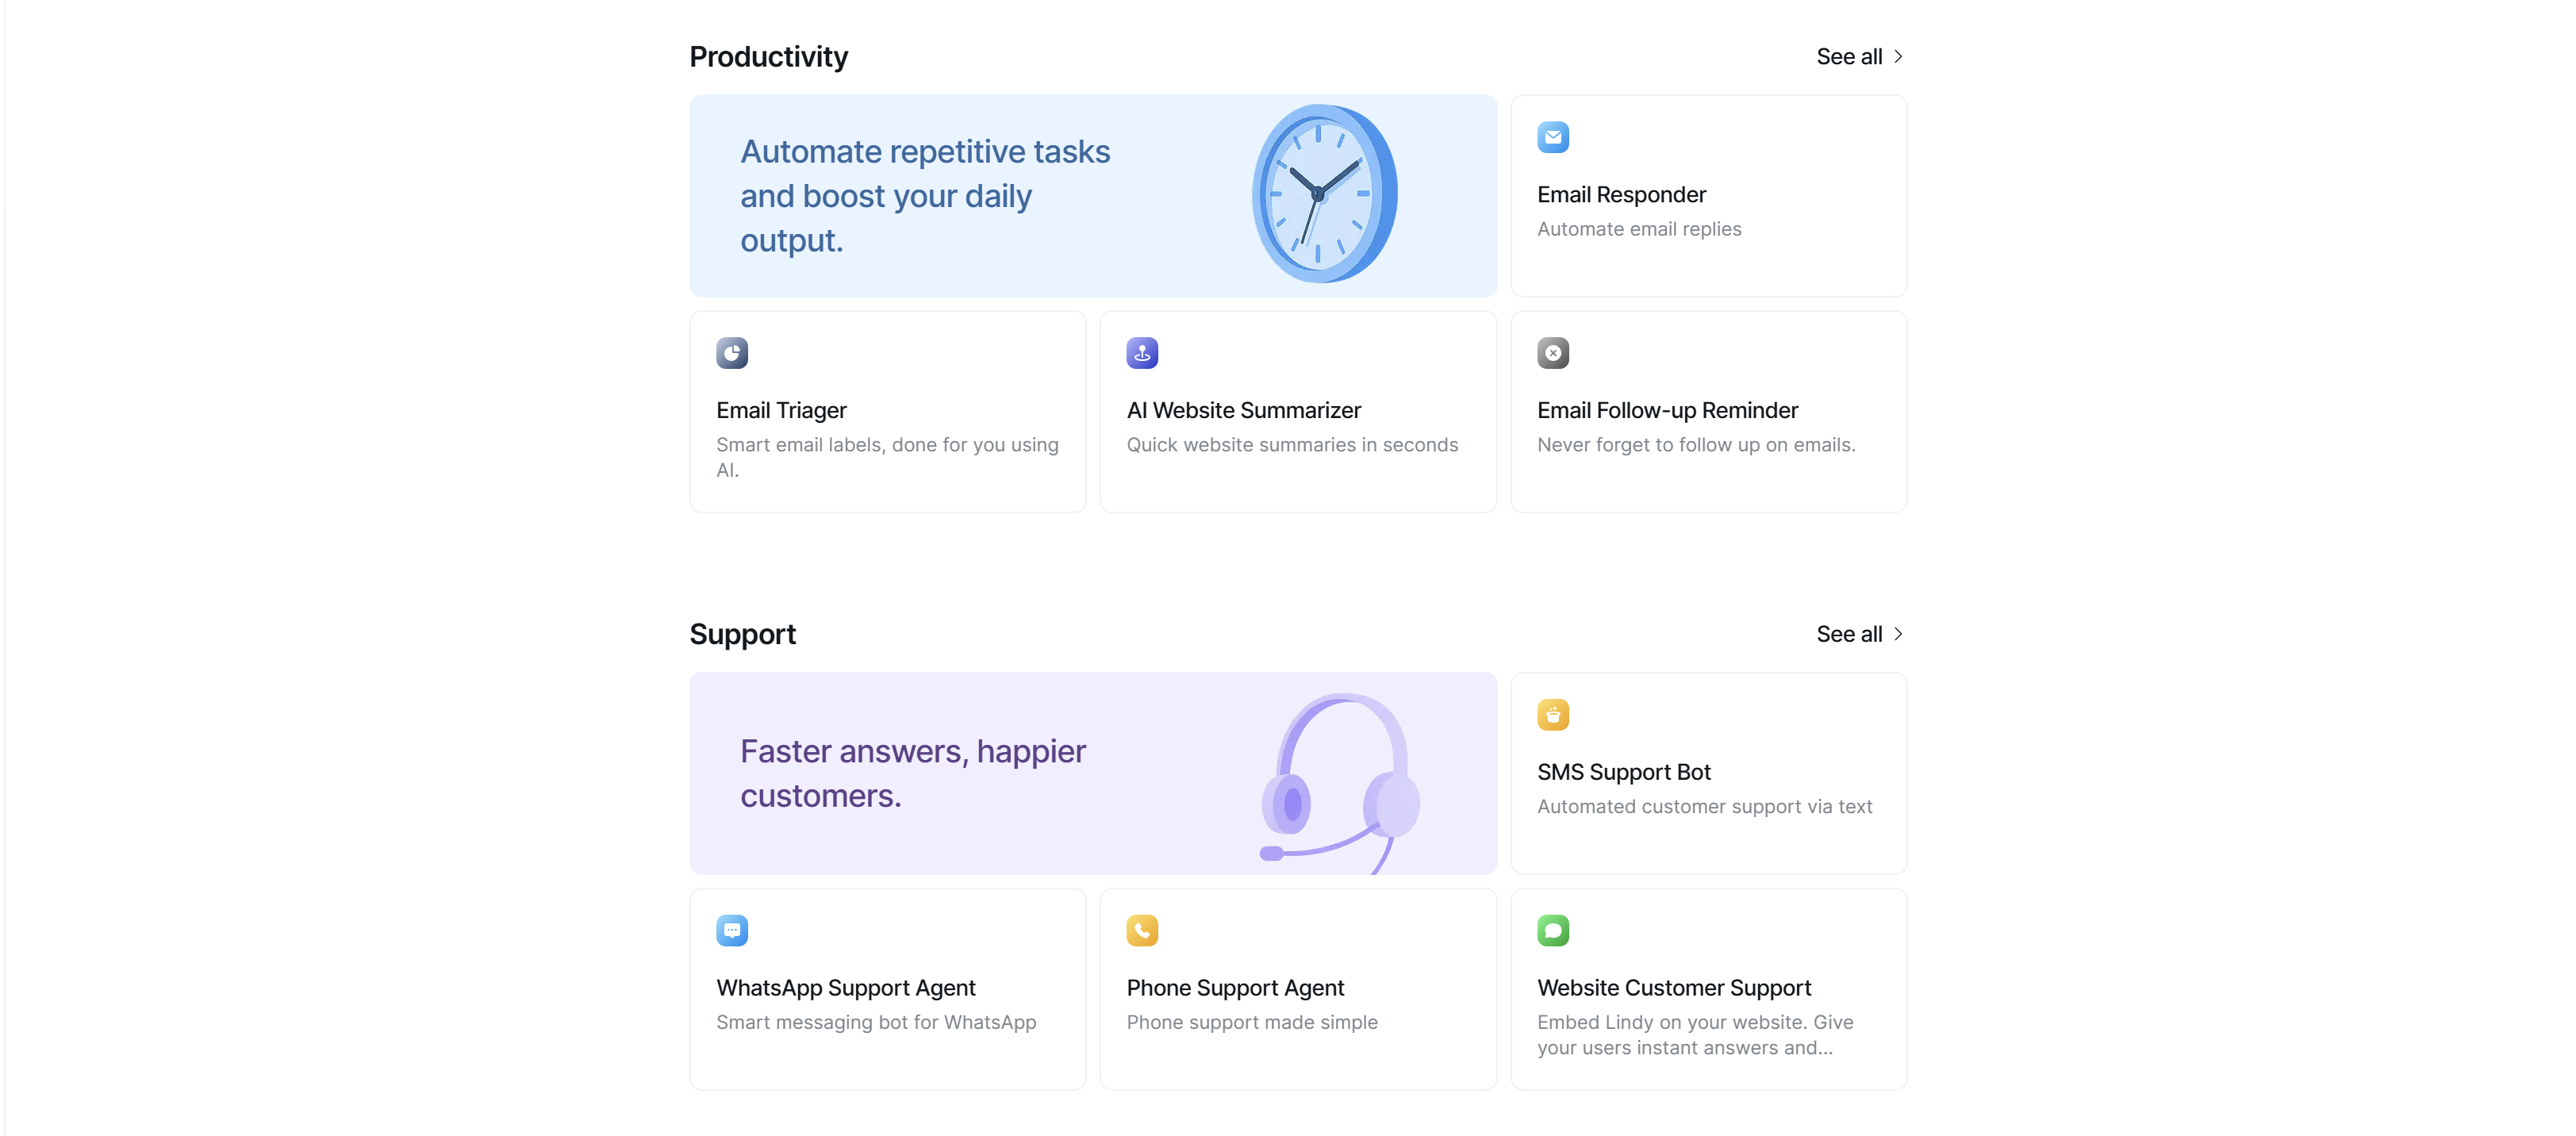 Productivity
See all
Automate repetitive tasks
and boost your daily
output.
Email Responder
Automate email replies
Email Triager
Smart email labels, done for you using
AI.
AI Website Summarizer
Quick website summaries in seconds
Email Follow-up Reminder
Never forget to follow up on emails.
Support
See all
Faster answers, happier
customers.
SMS Support Bot
Automated customer support via text
WhatsApp Support Agent
Smart messaging bot for WhatsApp
Phone Support Agent
Phone support made simple
Website Customer Support
Embed Lindy on your website. Give
your users instant answers and...